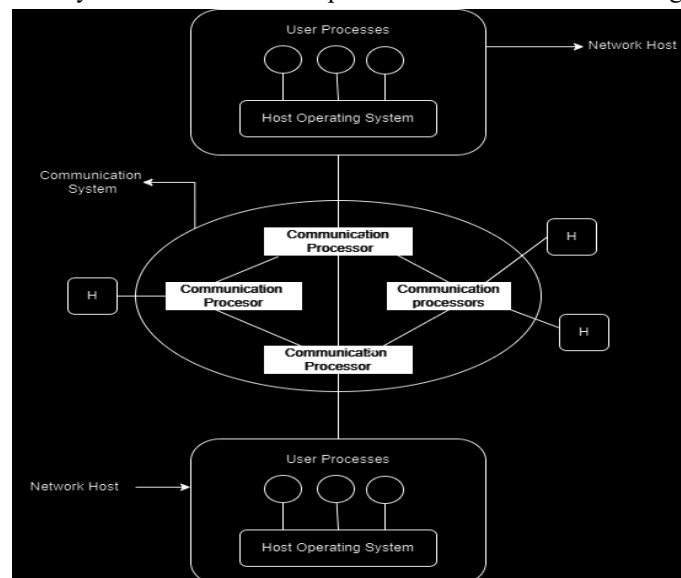 User Processes
Network Host
Host Operating System
Communication
System
Communication
Processor
H
H
Communication
Procesor
Communication
processors
H
Communication
Processor
User Processes
Network Host
Host Operating System